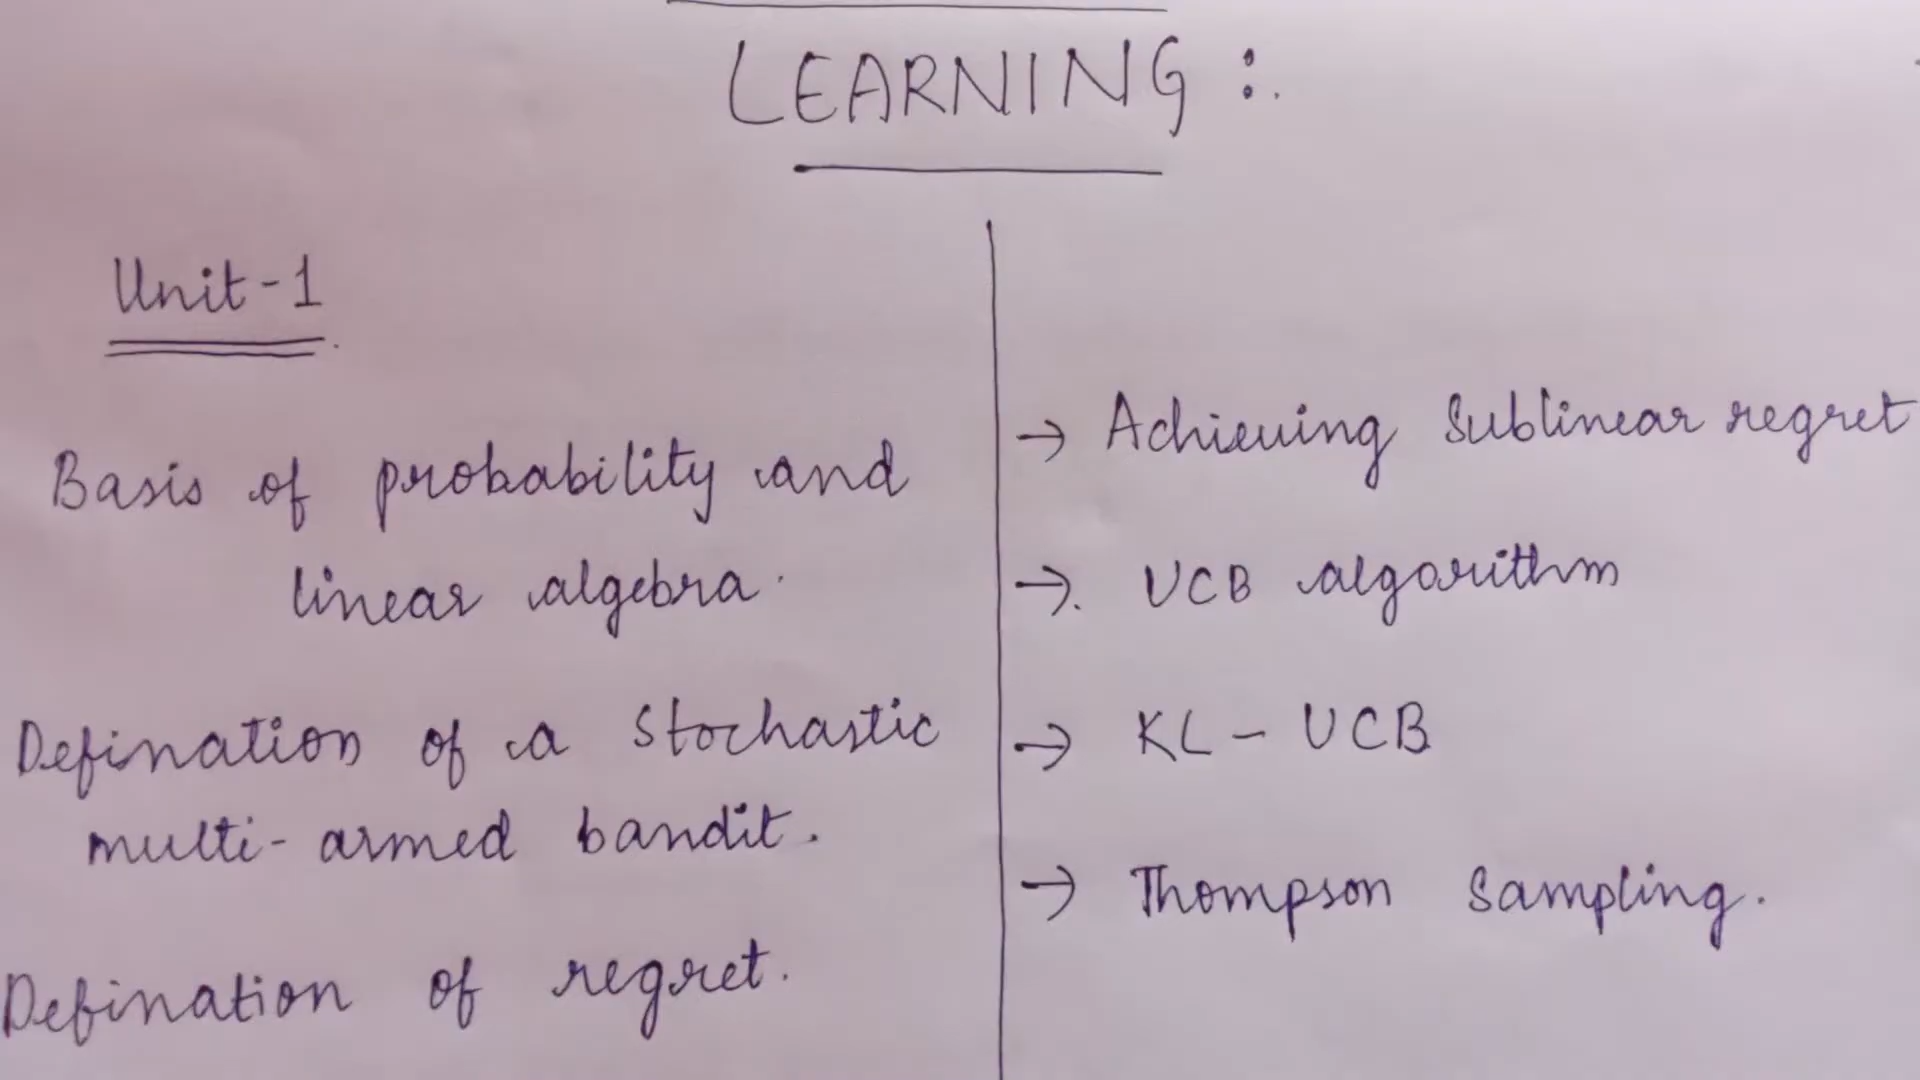 LEARNING :.
Unit-1
Basis of probability and
linear algebra.
Defination of a Stochastic
multi-armed bandit.
Defination of regret.
→ Achieving Sublinear regret
→. UCB algorithm
→ KL - UCB
→ Thompson Sampling.